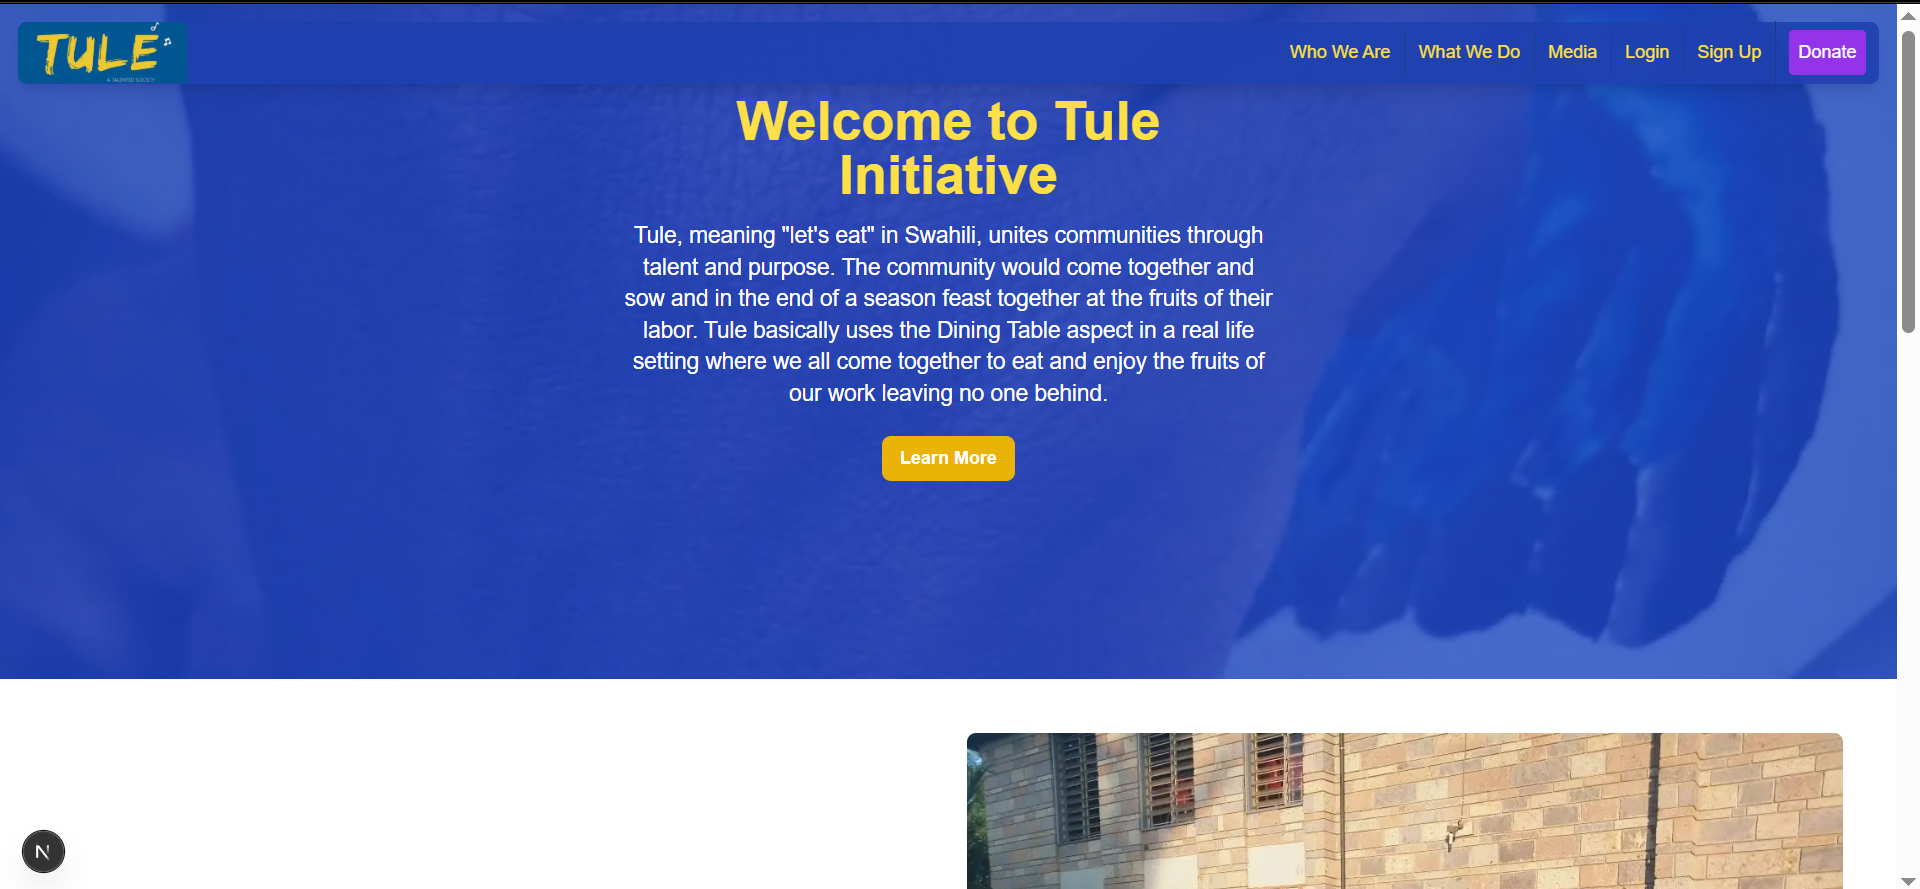 TULE
A TALENTED SOCIETY
Who We Are
What We Do
Media
Login
Sign Up
Donate
Welcome to Tule
Initiative
Tule, meaning "let's eat" in Swahili, unites communities through
talent and purpose. The community would come together and
sow and in the end of a season feast together at the fruits of their
labor. Tule basically uses the Dining Table aspect in a real life
setting where we all come together to eat and enjoy the fruits of
our work leaving no one behind.
Learn More
N